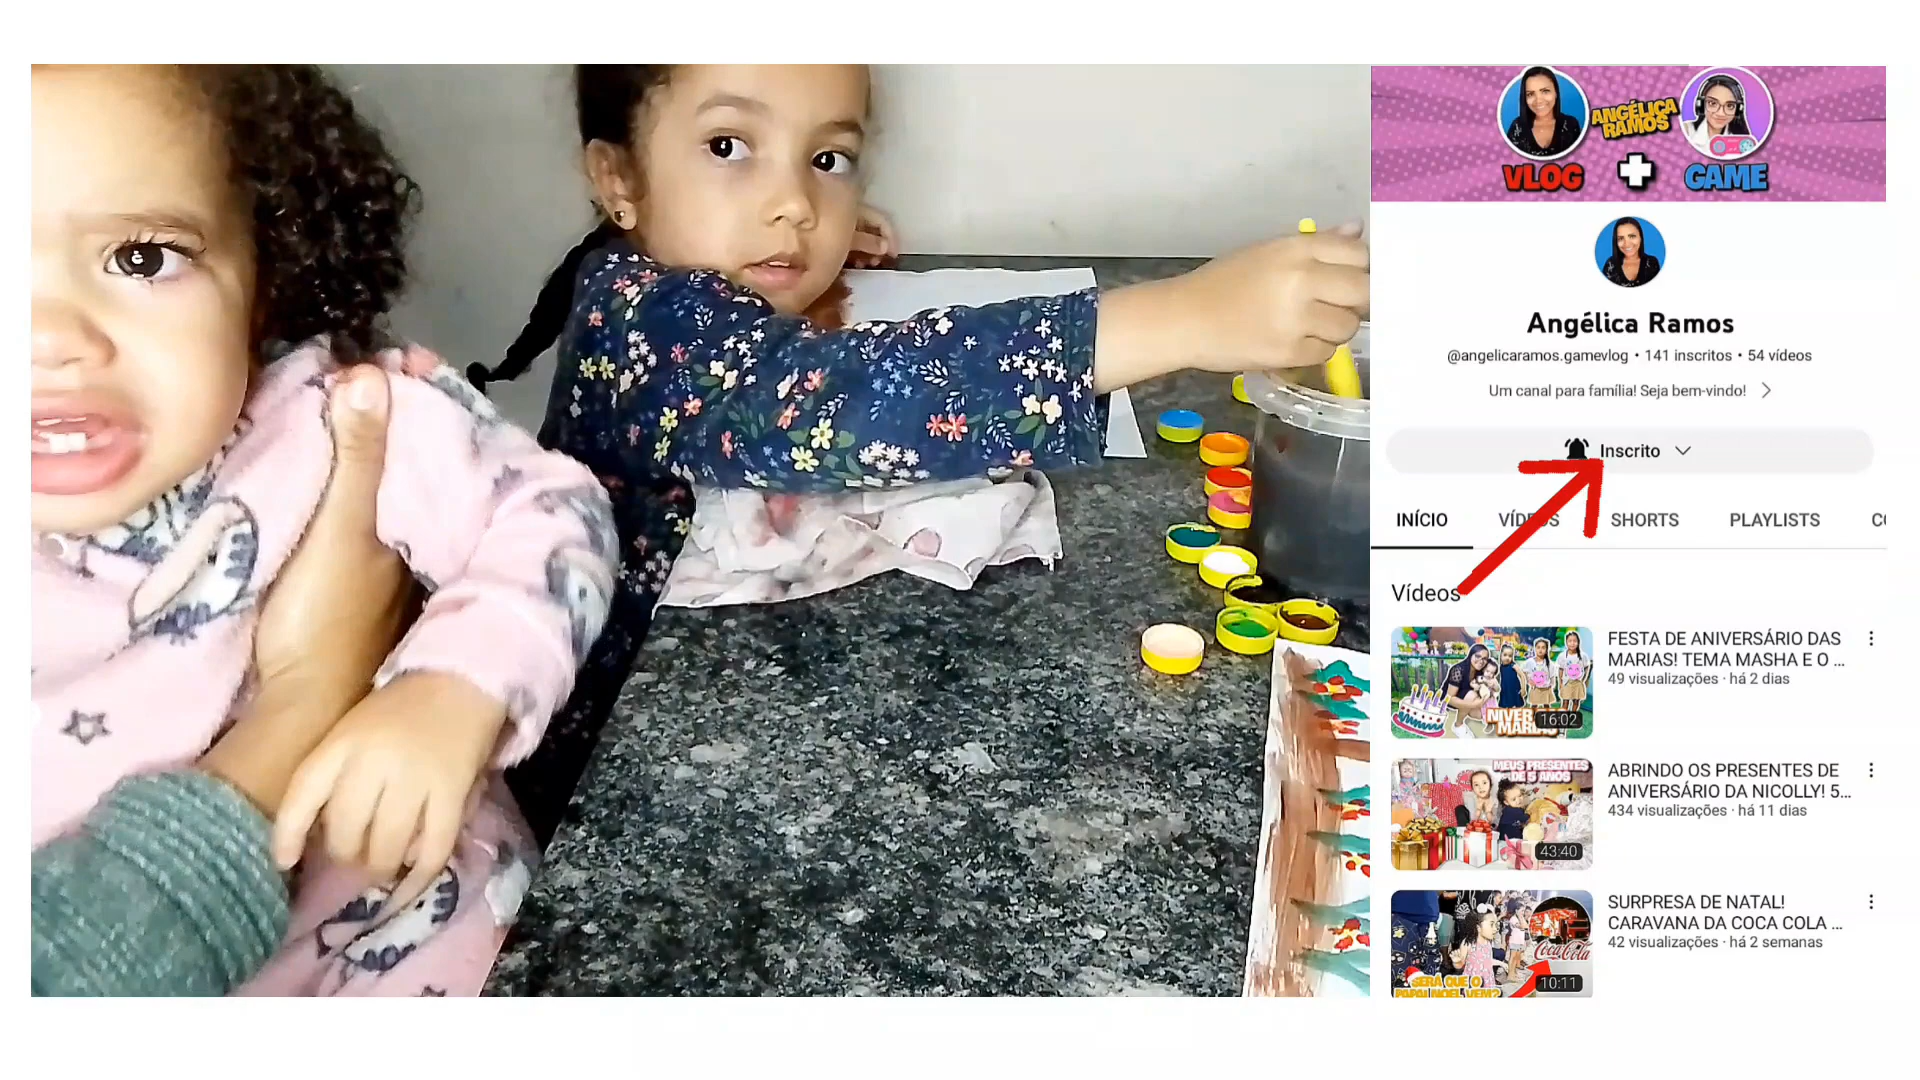 ANGÉLICA
RAMOS
VLOG + GAME
Angélica Ramos
@angelicaramos.gamevlog • 141 inscritos • 54 vídeos
Um canal para família! Seja bem-vindo!
Inscrito
INÍCIO VÍDEOS SHORTS PLAYLISTS
Vídeos
FESTA DE ANIVERSÁRIO DAS
MARIAS! TEMA MASHA E O ...
49 visualizações · há 2 dias
NIVER
MARIAS
16:02
ABRINDO OS PRESENTES DE
ANIVERSÁRIO DA NICOLLY! 5...
434 visualizações · há 11 dias
MEUS PRESENTES
DE 5 ANOS
43:40
SURPRESA DE NATAL!
CARAVANA DA COCA COLA ...
42 visualizações · há 2 semanas
Coca-Cola
SERÁ QUE O
PAPAI NOEL VEM?
10:11